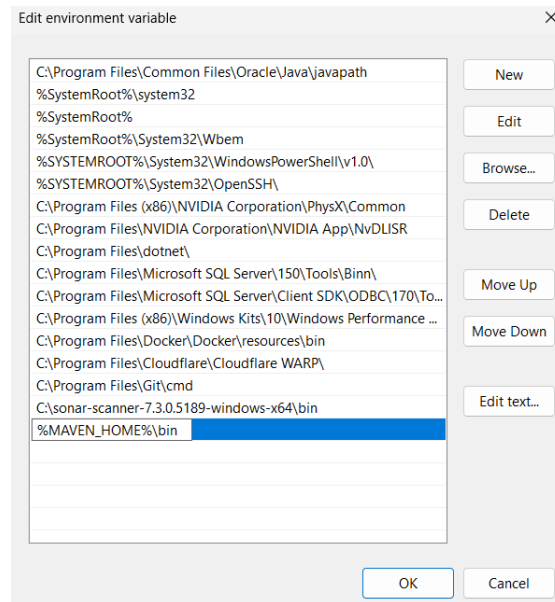 Edit environment variable
C:\Program Files\Common Files\Oracle\Java\javapath
%SystemRoot%\system32
%SystemRoot%
%SystemRoot%\System32\Wbem
%SYSTEMROOT%\System32\WindowsPowerShell\v1.0\
%SYSTEMROOT%\System32\OpenSSH\
C:\Program Files (x86)\NVIDIA Corporation\PhysX\Common
C:\Program Files\NVIDIA Corporation\NVIDIA App\NvDLISR
C:\Program Files\dotnet\
C:\Program Files\Microsoft SQL Server\150\Tools\Binn\
C:\Program Files\Microsoft SQL Server\Client SDK\ODBC\170\To...
C:\Program Files (x86)\Windows Kits\10\Windows Performance ...
C:\Program Files\Docker\Docker\resources\bin
C:\Program Files\Cloudflare\Cloudflare WARP\
C:\Program Files\Git\cmd
C:\sonar-scanner-7.3.0.5189-windows-x64\bin
%MAVEN_HOME%\bin
New
Edit
Browse...
Delete
Move Up
Move Down
Edit text...
OK
Cancel